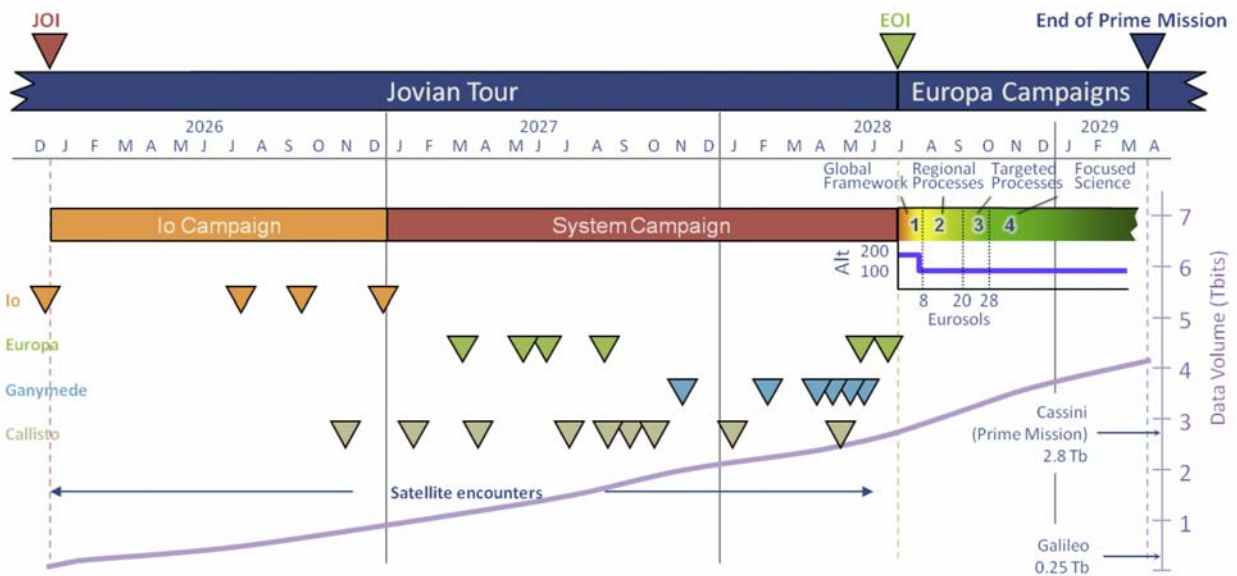 JOI EOI End of Prime Mission
Jovian Tour Europa Campaigns
2026 2027 2028 2029
D J F M A M J J A S O N D J F M A M J J A S O N D J F M A M J J A S O N D J F M A
Global Framework
Regional Processes
Targeted Processes
Focused Science
Io Campaign System Campaign 1 2 3 4
Alt
200
100
8 20 28
Eurosols
Io
Europa
Ganymede
Callisto
Satellite encounters
7
6
5
4
3
2
1
Data Volume (Tbits)
Cassini
(Prime Mission)
2.8 Tb
Galileo
0.25 Tb